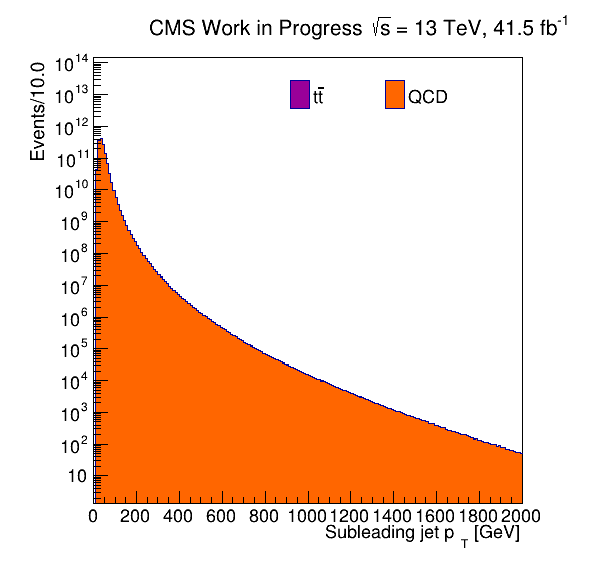 CMS Work in Progress √s = 13 TeV, 41.5 fb⁻¹
Events/10.0
10¹⁴
10¹³
10¹²
10¹¹
10¹⁰
10⁹
10⁸
10⁷
10⁶
10⁵
10⁴
10³
10²
10
tt̅ QCD
0 200 400 600 800 1000 1200 1400 1600 1800 2000
Subleading jet p_T [GeV]